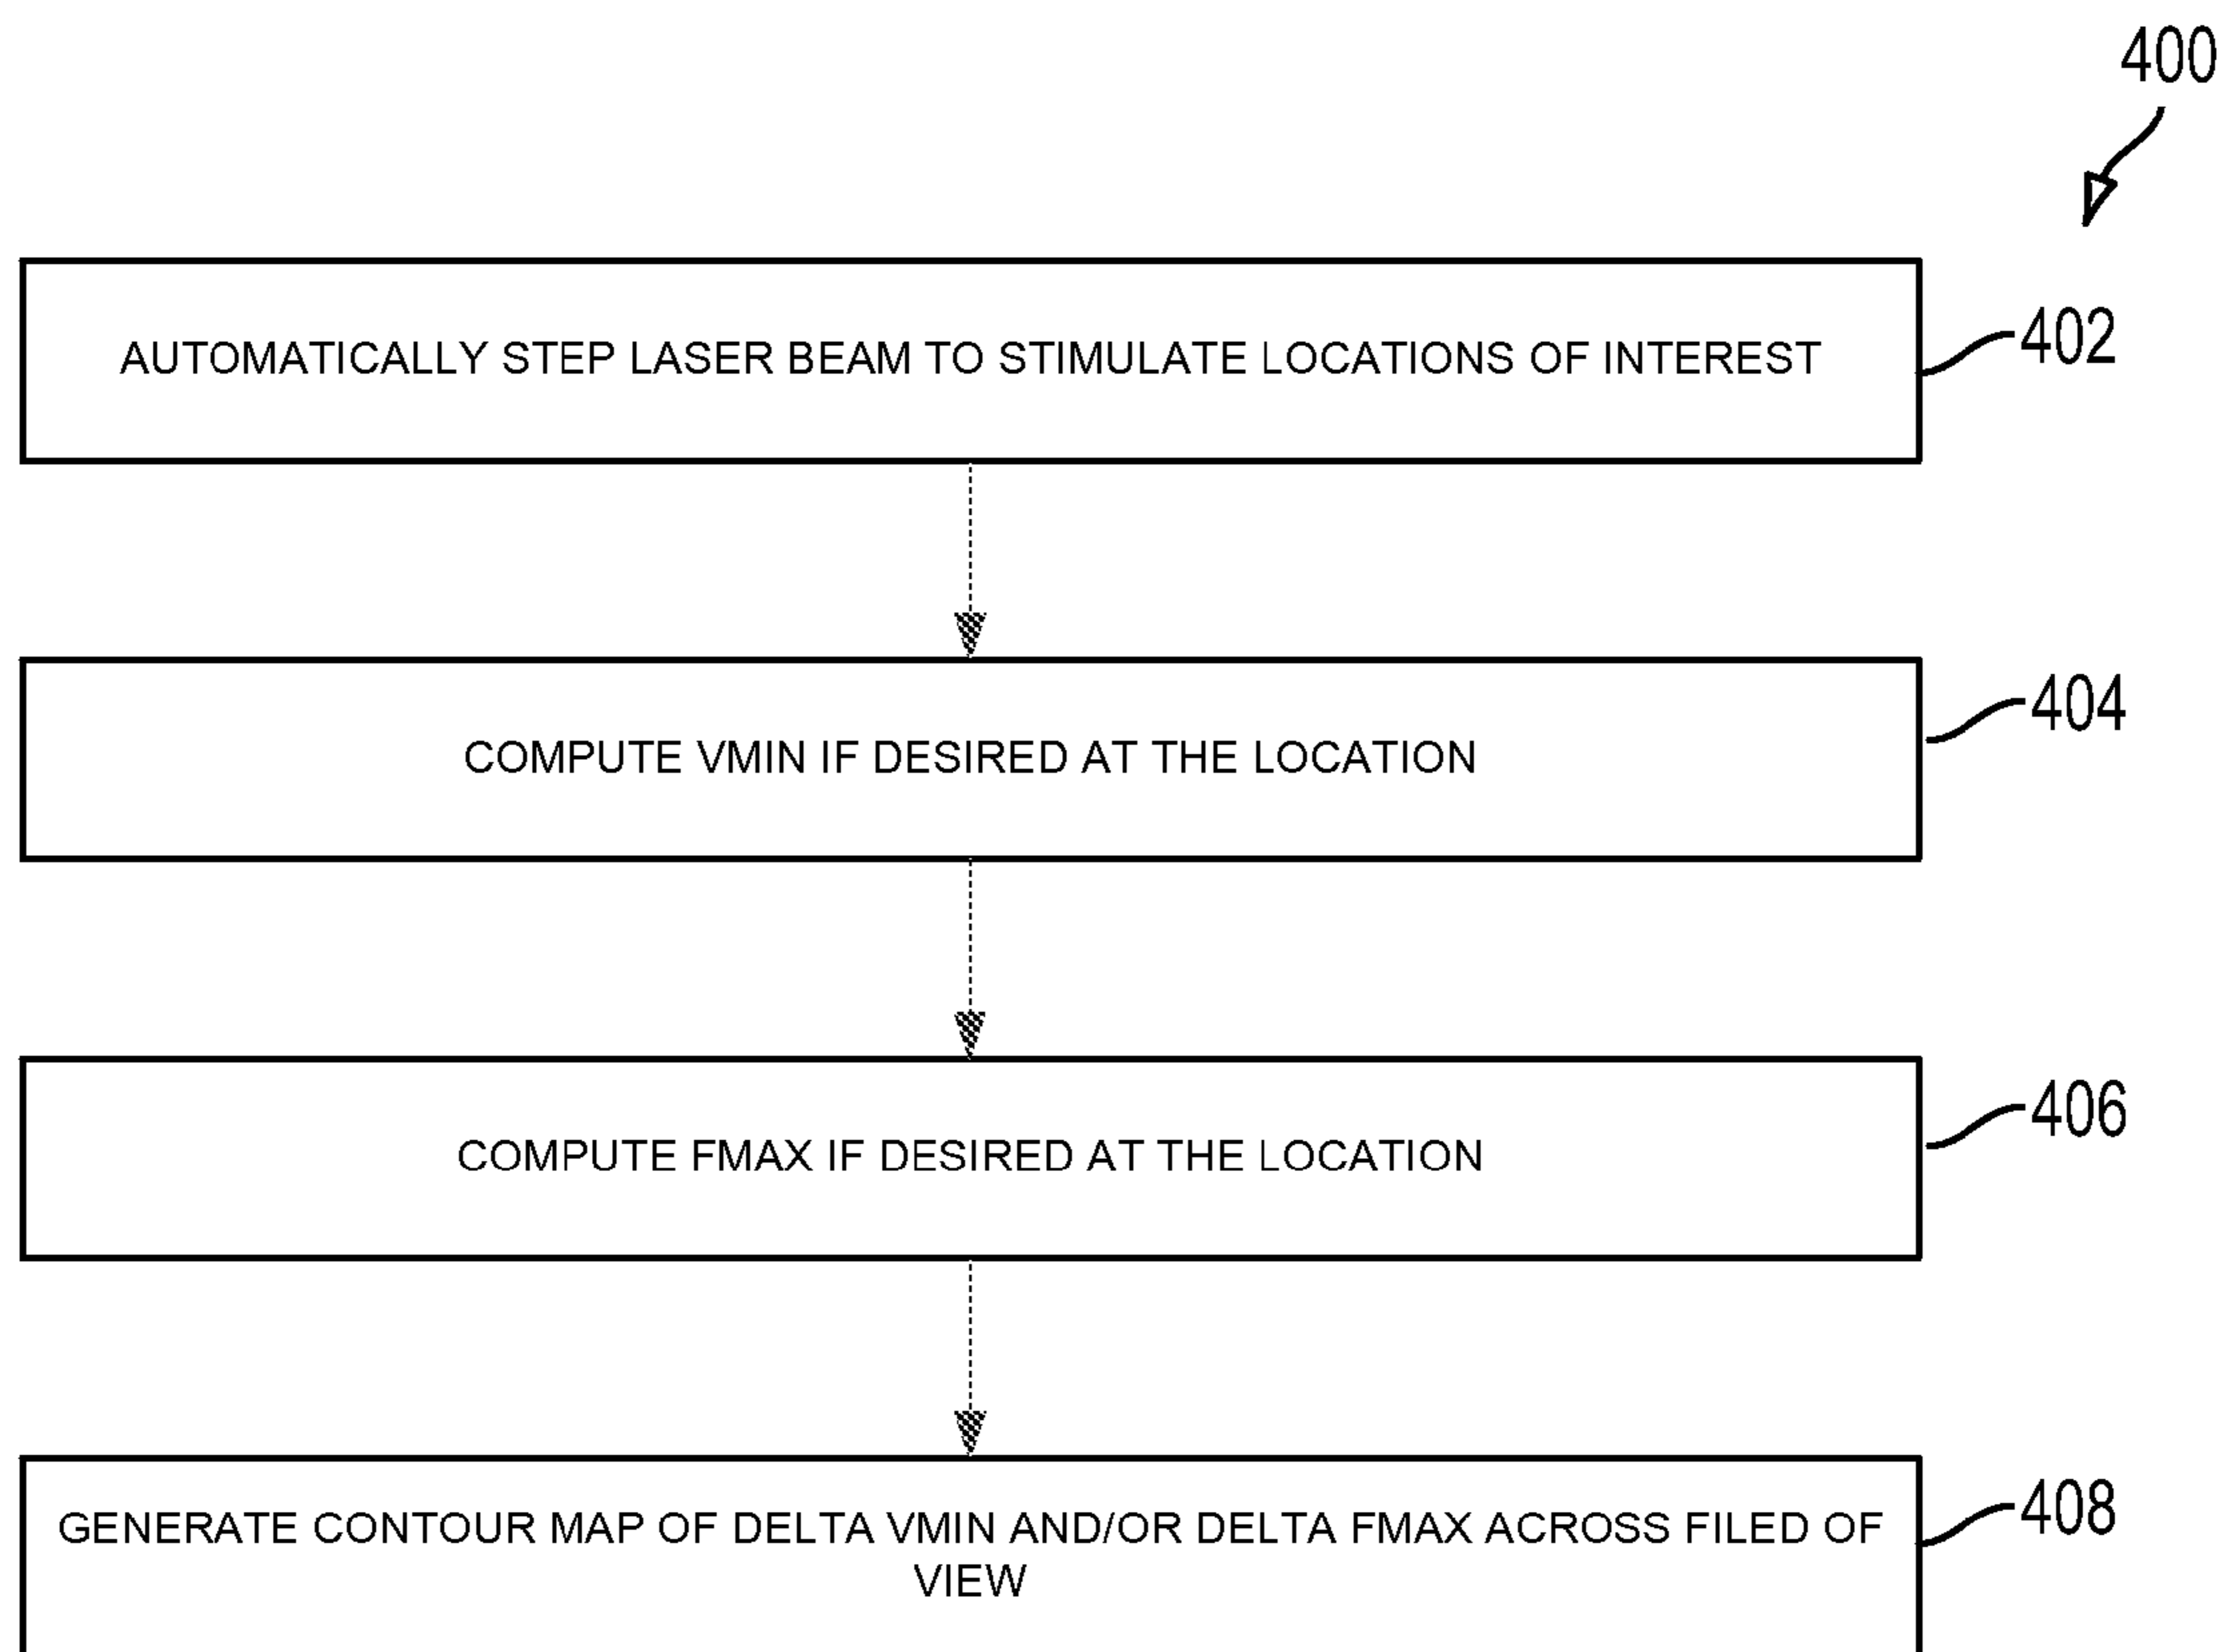 400
AUTOMATICALLY STEP LASER BEAM TO STIMULATE LOCATIONS OF INTEREST
402
COMPUTE VMIN IF DESIRED AT THE LOCATION
404
COMPUTE FMAX IF DESIRED AT THE LOCATION
406
GENERATE CONTOUR MAP OF DELTA VMIN AND/OR DELTA FMAX ACROSS FILED OF
VIEW
408